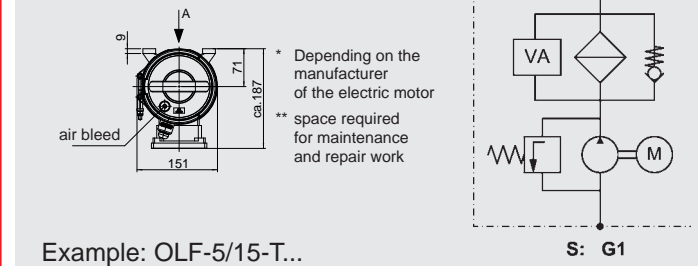 A
9
71
ca.187
air bleed
151
* Depending on the
manufacturer
of the electric motor
** space required
for maintenance
and repair work
VA
M
S: G1
Example: OLF-5/15-T...